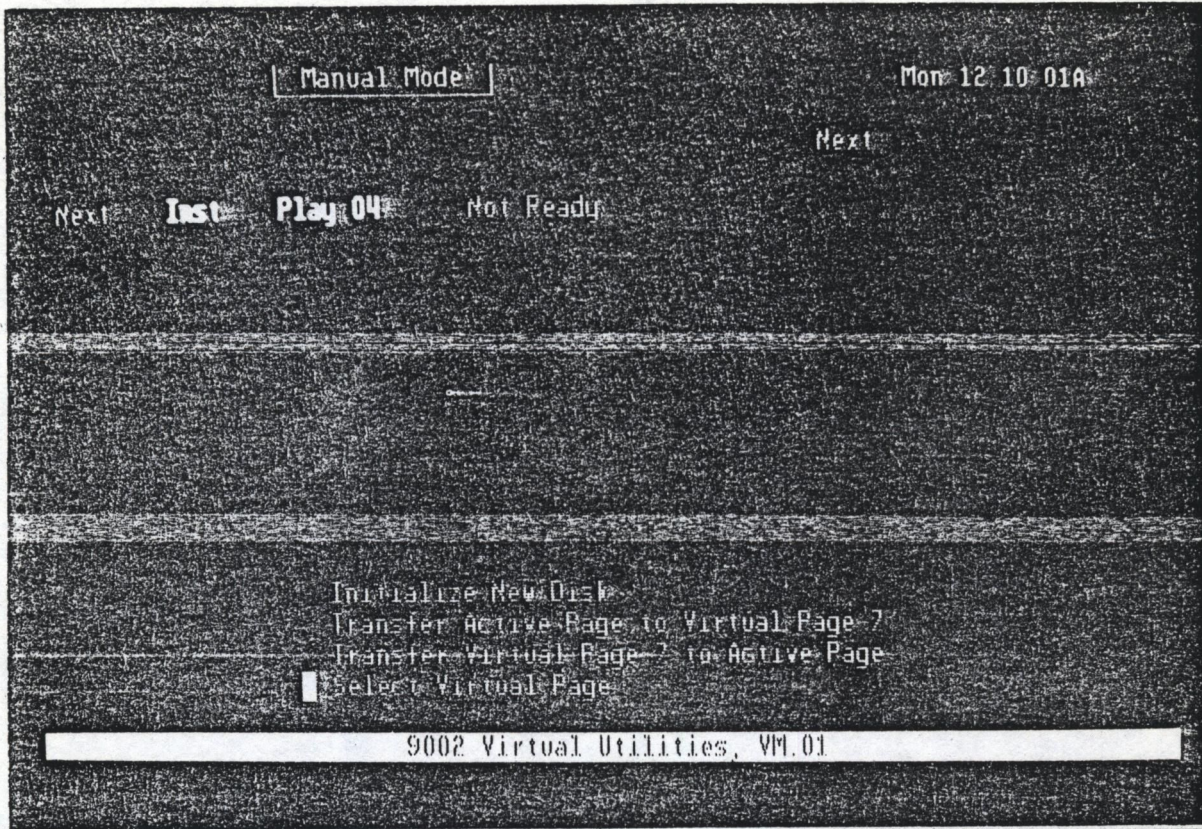 Manual Mode Mon 12 10 01A
Next
Next Inst Play 04 Not Ready
Initialize New Disk
Transfer Active Page to Virtual Page 7
Transfer Virtual Page 7 to Active Page
Select Virtual Page
9002 Virtual Utilities, VM.01